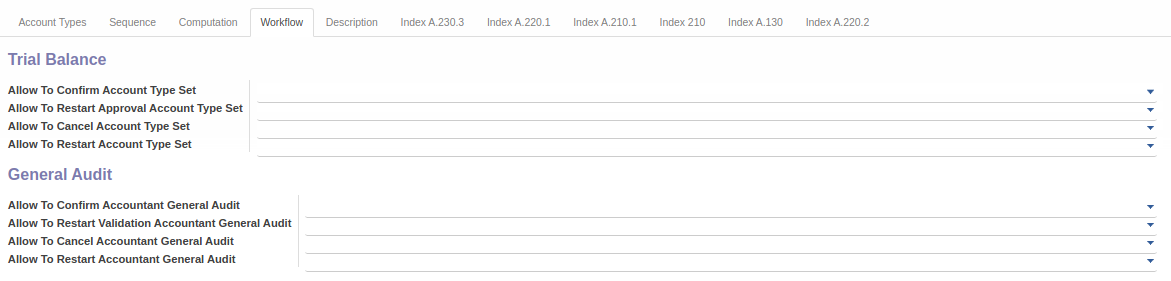 Account Types Sequence Computation Workflow Description Index A.230.3 Index A.220.1 Index A.210.1 Index 210 Index A.130 Index A.220.2
Trial Balance
Allow To Confirm Account Type Set
Allow To Restart Approval Account Type Set
Allow To Cancel Account Type Set
Allow To Restart Account Type Set
General Audit
Allow To Confirm Accountant General Audit
Allow To Restart Validation Accountant General Audit
Allow To Cancel Accountant General Audit
Allow To Restart Accountant General Audit